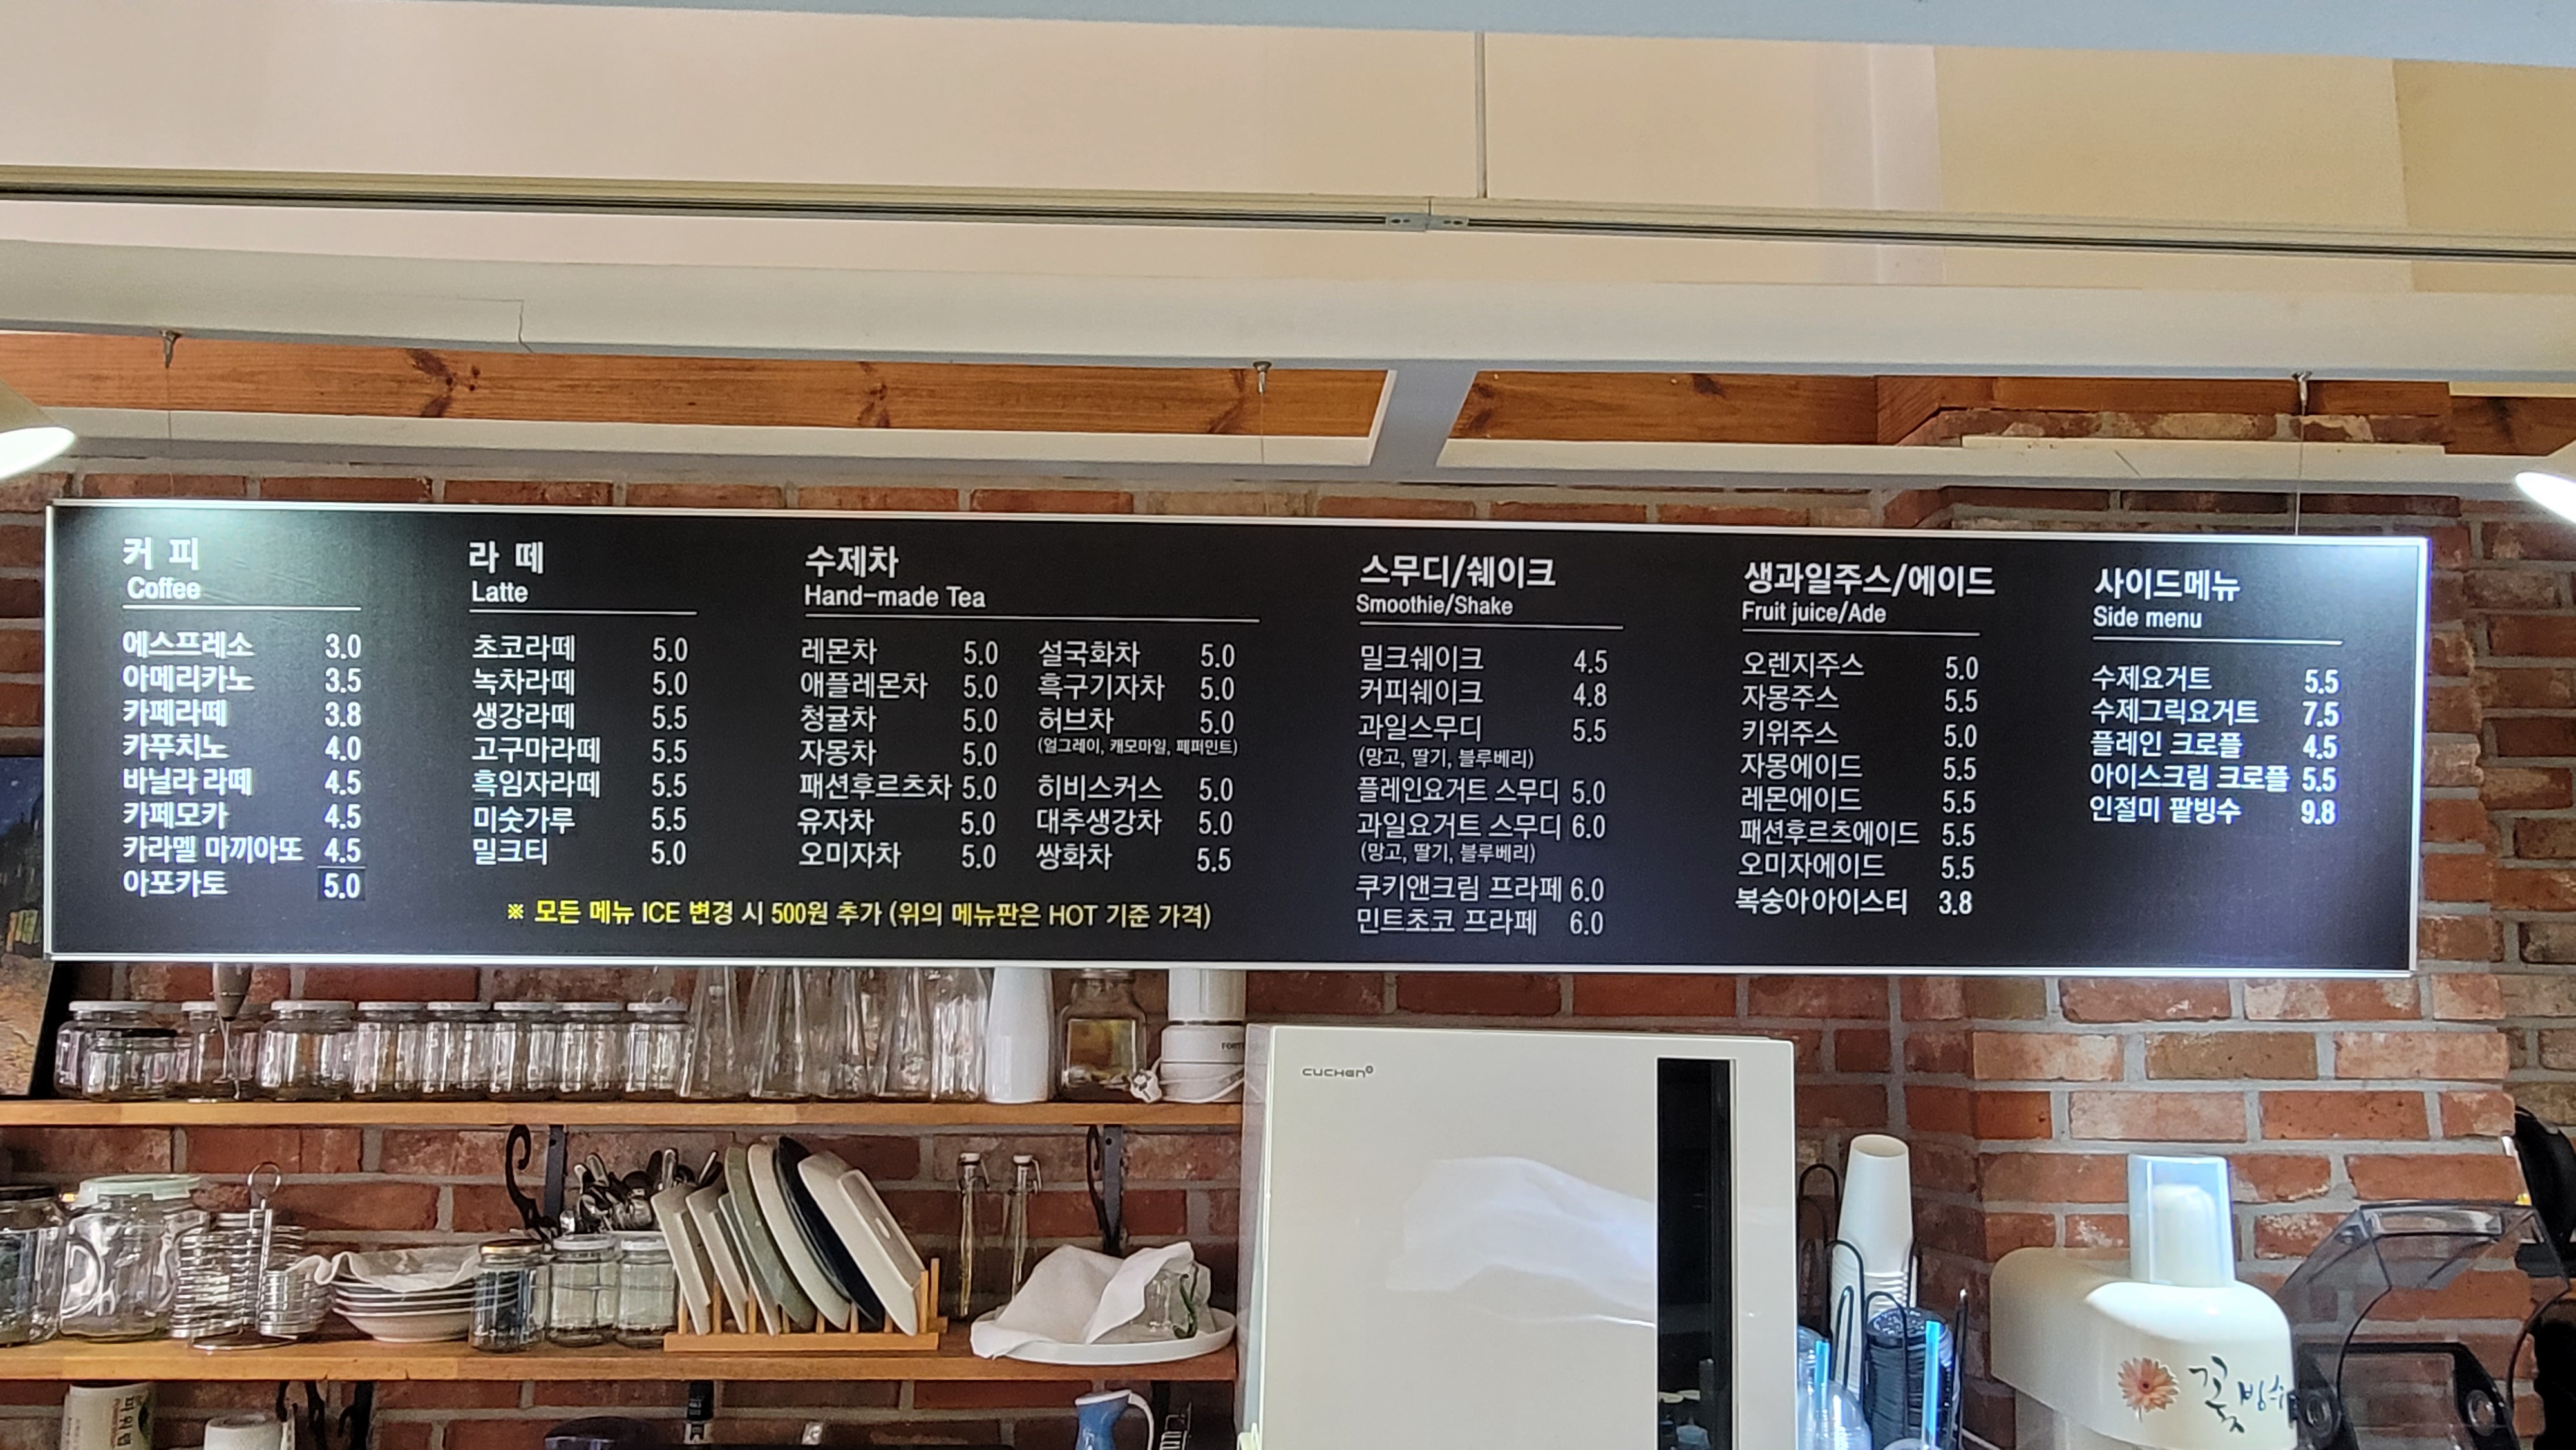 커 피
Coffee
에스프레소 3.0
아메리카노 3.5
카페라떼 3.8
카푸치노 4.0
바닐라 라떼 4.5
카페모카 4.5
카라멜 마끼아또 4.5
아포카토 5.0
라 떼
Latte
초코라떼 5.0
녹차라떼 5.0
생강라떼 5.5
고구마라떼 5.5
흑임자라떼 5.5
미숫가루 5.5
밀크티 5.0
수제차
Hand-made Tea
레몬차 5.0
애플레몬차 5.0
청귤차 5.0
자몽차 5.0
패션후르츠차 5.0
유자차 5.0
오미자차 5.0
설국화차 5.0
흑구기자차 5.0
허브차 5.0
(얼그레이, 캐모마일, 페퍼민트)
히비스커스 5.0
대추생강차 5.0
쌍화차 5.5
※ 모든 메뉴 ICE 변경 시 500원 추가 (위의 메뉴판은 HOT 기준 가격)
스무디/쉐이크
Smoothie/Shake
밀크쉐이크 4.5
커피쉐이크 4.8
과일스무디 5.5
(망고, 딸기, 블루베리)
플레인요거트 스무디 5.0
과일요거트 스무디 6.0
(망고, 딸기, 블루베리)
쿠키앤크림 프라페 6.0
민트초코 프라페 6.0
생과일주스/에이드
Fruit juice/Ade
오렌지주스 5.0
자몽주스 5.5
키위주스 5.0
자몽에이드 5.5
레몬에이드 5.5
패션후르츠에이드 5.5
오미자에이드 5.5
복숭아아이스티 3.8
사이드메뉴
Side menu
수제요거트 5.5
수제그릭요거트 7.5
플레인 크로플 4.5
아이스크림 크로플 5.5
인절미 팥빙수 9.8
CUCHEN
꽃빙수